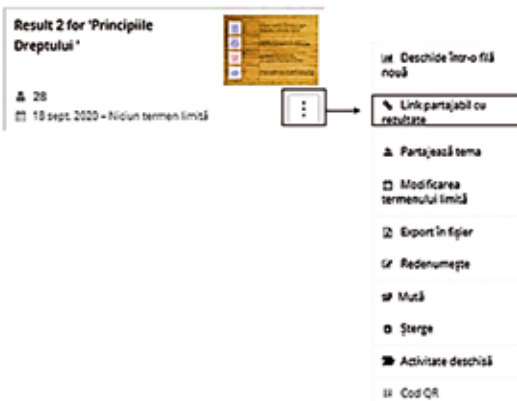 Result 2 for 'Principiile
Dreptului '
28
18 sept. 2020 – Niciun termen limită
Deschide într-o filă
nouă
Link partajabil cu
rezultate
Partajează tema
Modificarea
termenului limită
Export în fișier
Redenumește
Mută
Șterge
Activitate deschisă
Cod QR